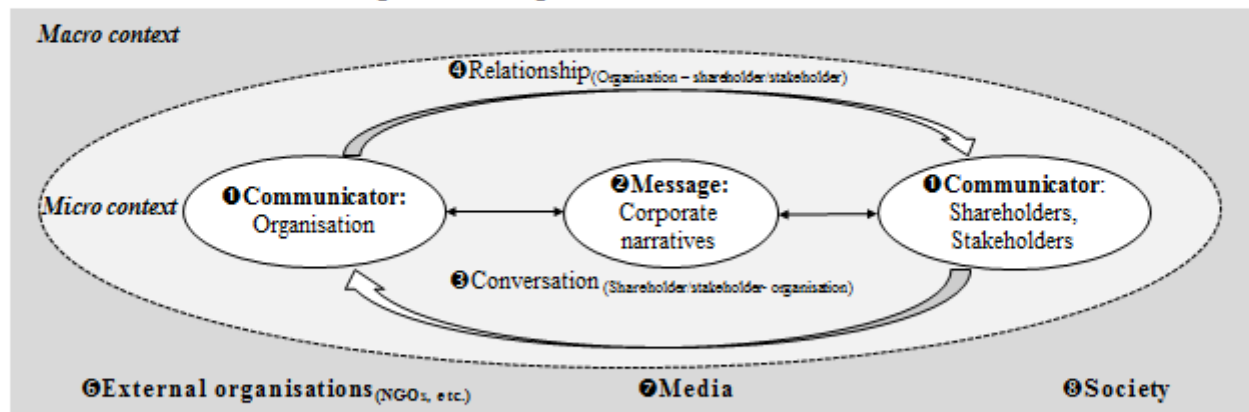 Macro context
❹Relationship(Organisation – shareholder/stakeholder)
Micro context
❶Communicator:
Organisation
❷Message:
Corporate
narratives
❶Communicator:
Shareholders,
Stakeholders
❸Conversation (Shareholder/stakeholder- organisation)
❻External organisations(NGOs, etc.)
❼Media
❽Society